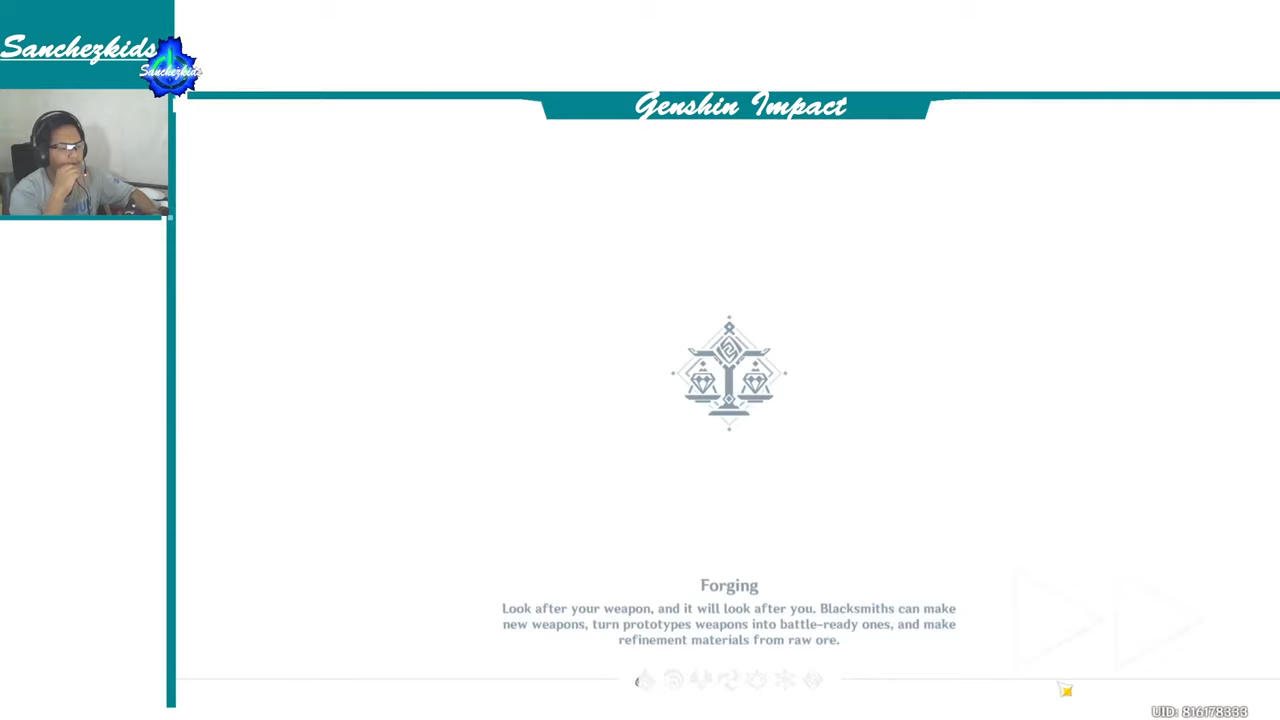 Sanchezkids
Sanchezkids
Genshin Impact
Forging
Look after your weapon, and it will look after you. Blacksmiths can make
new weapons, turn prototypes weapons into battle-ready ones, and make
refinement materials from raw ore.
UID: 816178333